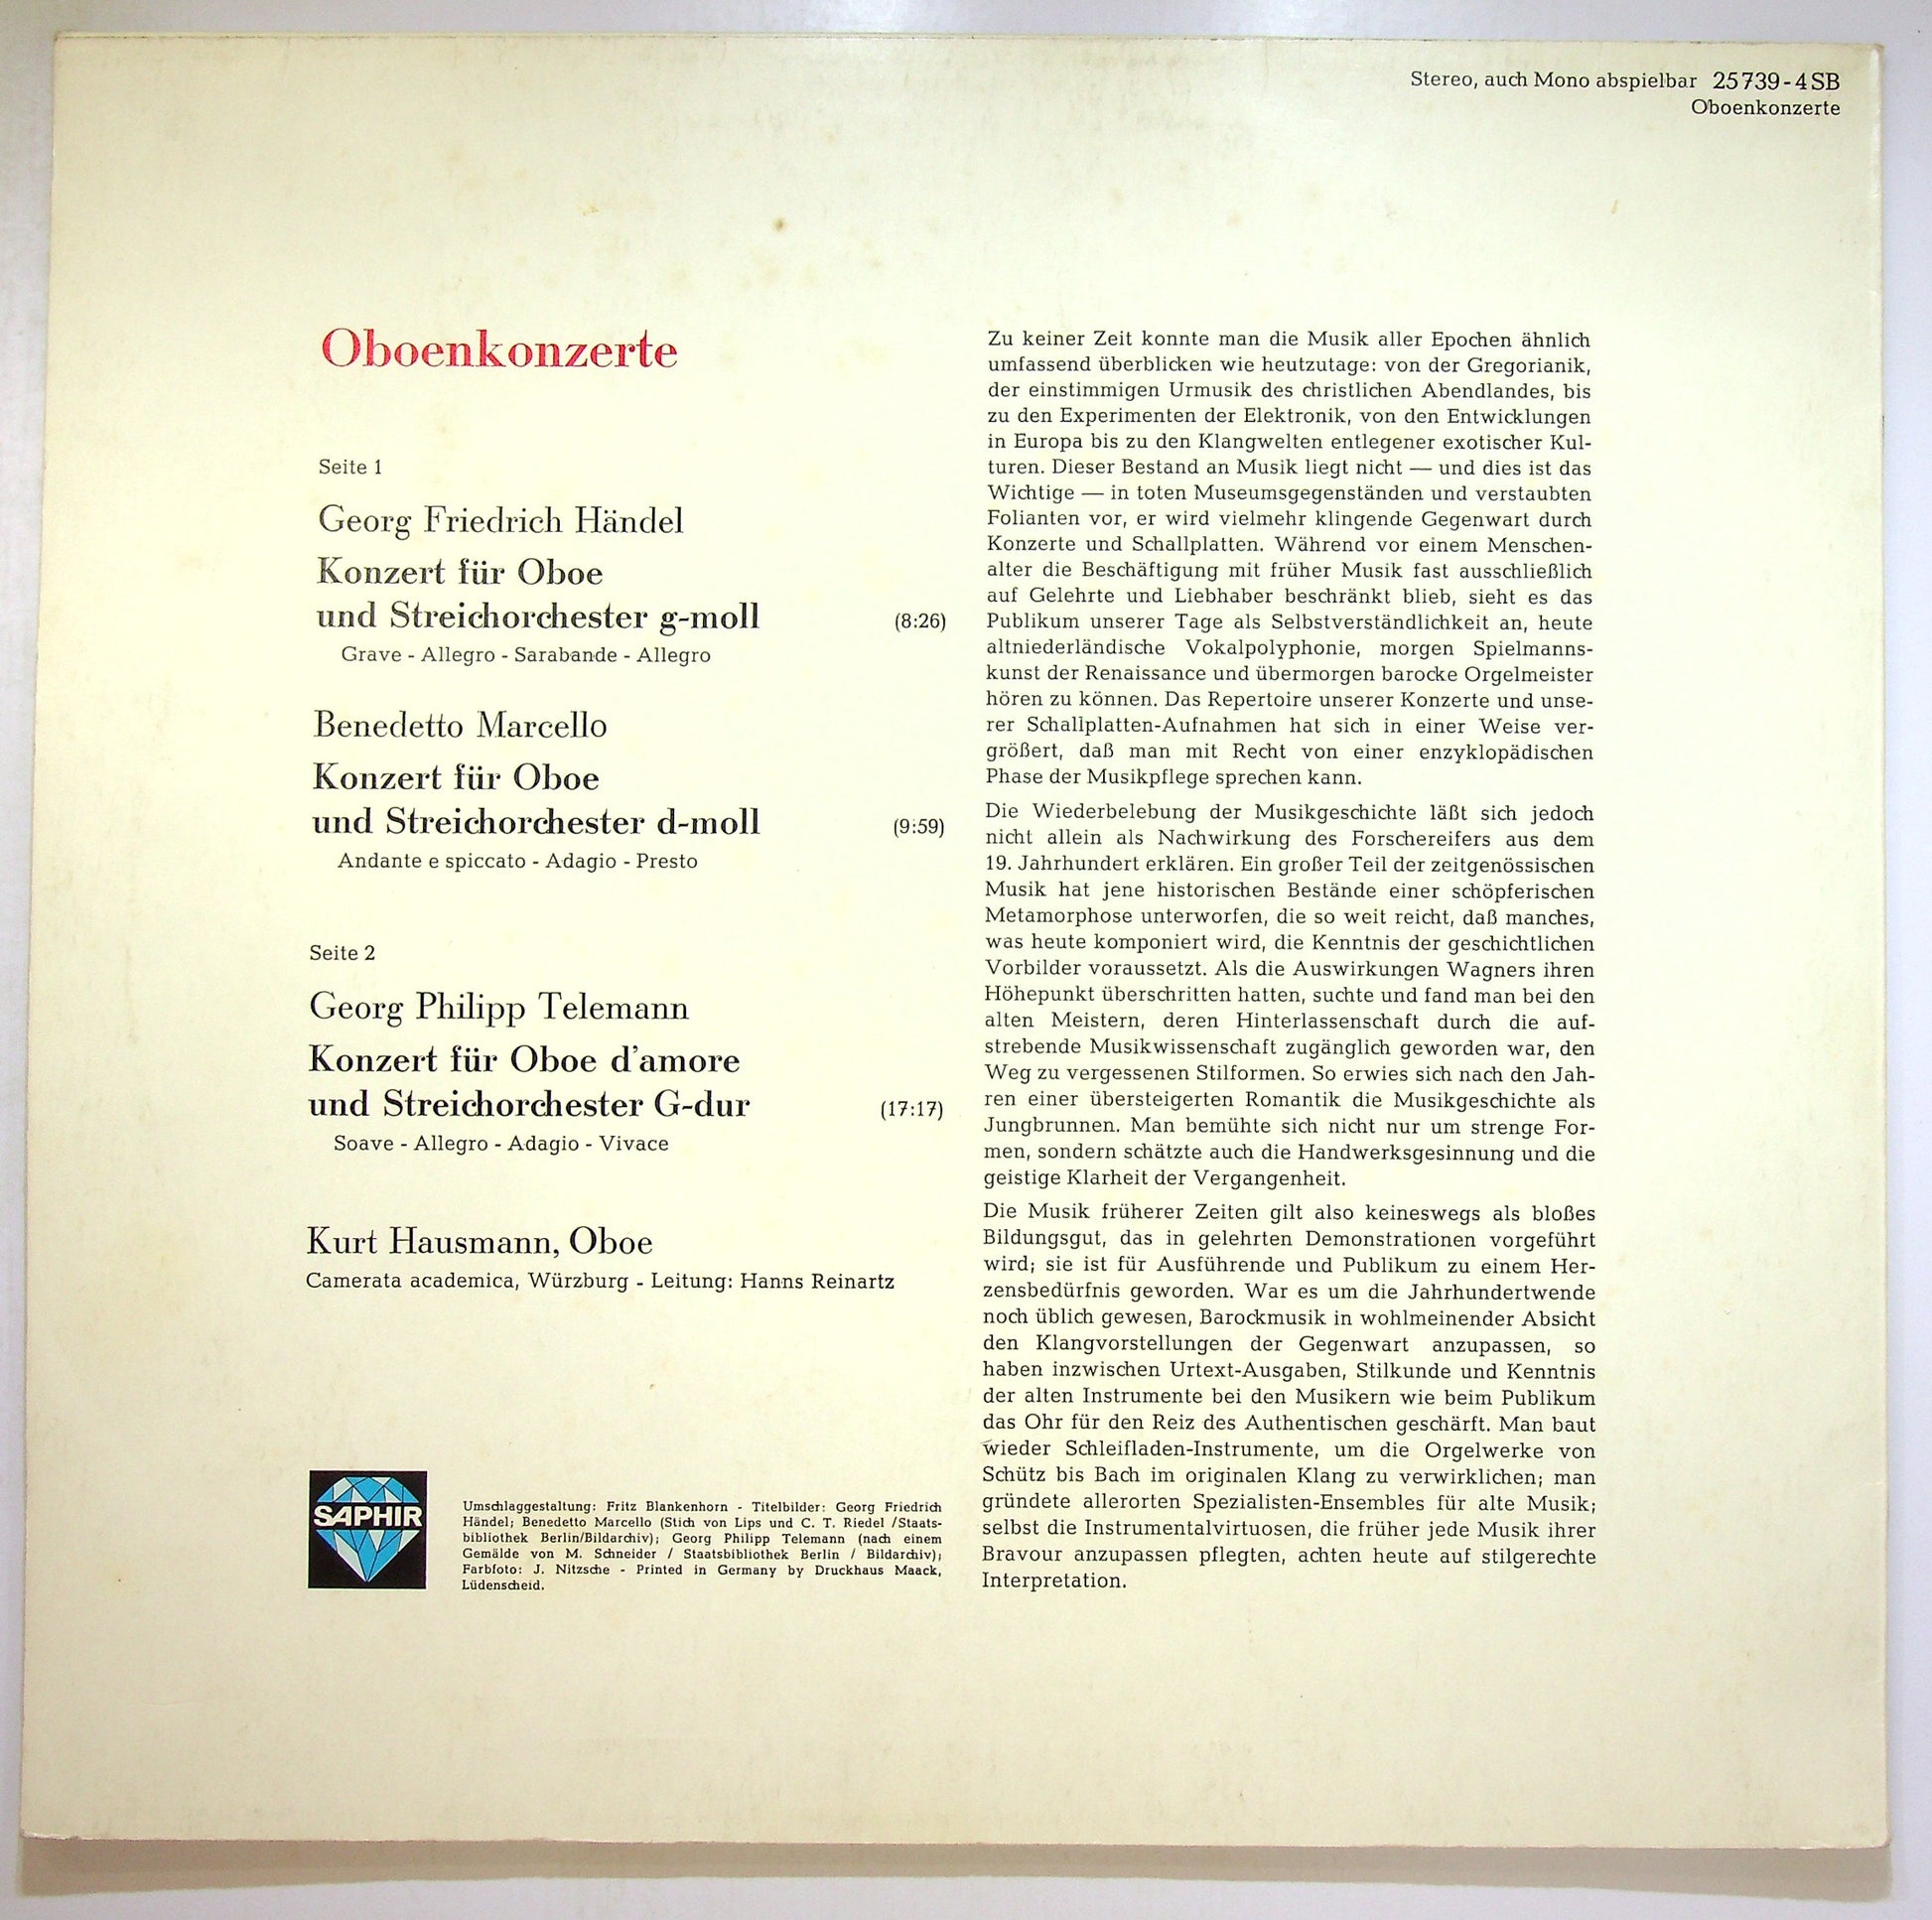 Stereo, auch Mono abspielbar 25739-4SB
Oboenkonzerte
Oboenkonzerte
Seite 1
Georg Friedrich Händel
Konzert für Oboe
und Streichorchester g-moll (8:26)
Grave - Allegro - Sarabande - Allegro
Benedetto Marcello
Konzert für Oboe
und Streichorchester d-moll (9:59)
Andante e spiccato - Adagio - Presto
Seite 2
Georg Philipp Telemann
Konzert für Oboe d'amore
und Streichorchester G-dur (17:17)
Soave - Allegro - Adagio - Vivace
Kurt Hausmann, Oboe
Camerata academica, Würzburg - Leitung: Hanns Reinartz
SAPHIR
Umschlaggestaltung: Fritz Blankenhorn - Titelbilder: Georg Friedrich
Händel; Benedetto Marcello (Stich von Lips und C. T. Riedel /Staats-
bibliothek Berlin/Bildarchiv); Georg Philipp Telemann (nach einem
Gemälde von M. Schneider / Staatsbibliothek Berlin / Bildarchiv);
Farbfoto: J. Nitzsche - Printed in Germany by Druckhaus Maack,
Lüdenscheid.
Zu keiner Zeit konnte man die Musik aller Epochen ähnlich
umfassend überblicken wie heutzutage: von der Gregorianik,
der einstimmigen Urmusik des christlichen Abendlandes, bis
zu den Experimenten der Elektronik, von den Entwicklungen
in Europa bis zu den Klangwelten entlegener exotischer Kul-
turen. Dieser Bestand an Musik liegt nicht — und dies ist das
Wichtige — in toten Museumsgegenständen und verstaubten
Folianten vor, er wird vielmehr klingende Gegenwart durch
Konzerte und Schallplatten. Während vor einem Menschen-
alter die Beschäftigung mit früher Musik fast ausschließlich
auf Gelehrte und Liebhaber beschränkt blieb, sieht es das
Publikum unserer Tage als Selbstverständlichkeit an, heute
altniederländische Vokalpolyphonie, morgen Spielmanns-
kunst der Renaissance und übermorgen barocke Orgelmeister
hören zu können. Das Repertoire unserer Konzerte und unse-
rer Schallplatten-Aufnahmen hat sich in einer Weise ver-
größert, daß man mit Recht von einer enzyklopädischen
Phase der Musikpflege sprechen kann.
Die Wiederbelebung der Musikgeschichte läßt sich jedoch
nicht allein als Nachwirkung des Forschereifers aus dem
19. Jahrhundert erklären. Ein großer Teil der zeitgenössischen
Musik hat jene historischen Bestände einer schöpferischen
Metamorphose unterworfen, die so weit reicht, daß manches,
was heute komponiert wird, die Kenntnis der geschichtlichen
Vorbilder voraussetzt. Als die Auswirkungen Wagners ihren
Höhepunkt überschritten hatten, suchte und fand man bei den
alten Meistern, deren Hinterlassenschaft durch die auf-
strebende Musikwissenschaft zugänglich geworden war, den
Weg zu vergessenen Stilformen. So erwies sich nach den Jah-
ren einer übersteigerten Romantik die Musikgeschichte als
Jungbrunnen. Man bemühte sich nicht nur um strenge For-
men, sondern schätzte auch die Handwerksgesinnung und die
geistige Klarheit der Vergangenheit.
Die Musik früherer Zeiten gilt also keineswegs als bloßes
Bildungsgut, das in gelehrten Demonstrationen vorgeführt
wird; sie ist für Ausführende und Publikum zu einem Her-
zensbedürfnis geworden. War es um die Jahrhundertwende
noch üblich gewesen, Barockmusik in wohlmeinender Absicht
den Klangvorstellungen der Gegenwart anzupassen, so
haben inzwischen Urtext-Ausgaben, Stilkunde und Kenntnis
der alten Instrumente bei den Musikern wie beim Publikum
das Ohr für den Reiz des Authentischen geschärft. Man baut
wieder Schleifladen-Instrumente, um die Orgelwerke von
Schütz bis Bach im originalen Klang zu verwirklichen; man
gründete allerorten Spezialisten-Ensembles für alte Musik;
selbst die Instrumentalvirtuosen, die früher jede Musik ihrer
Bravour anzupassen pflegten, achten heute auf stilgerechte
Interpretation.